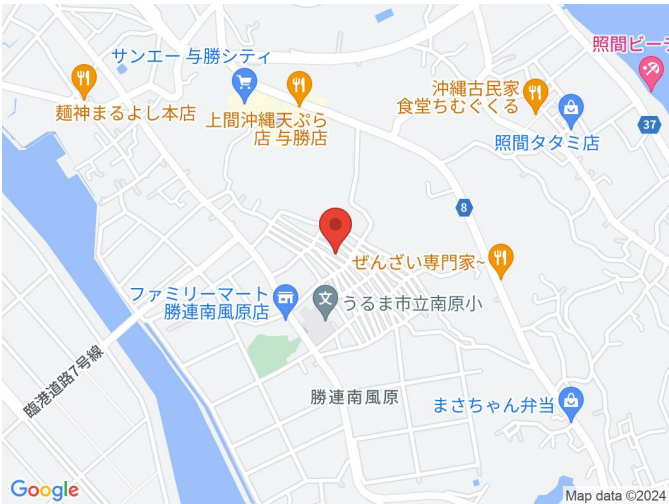 サンエー 与勝シティ
照間ビーチ
麺神まるよし本店
上間沖縄天ぷら
店 与勝店
沖縄古民家
食堂ちむぐくる
照間タタミ店
37
8
ぜんざい専門家~
ファミリーマート
勝連南風原店
文
うるま市立南原小
臨港道路7号線
勝連南風原
まさちゃん弁当
Google
Map data ©2024